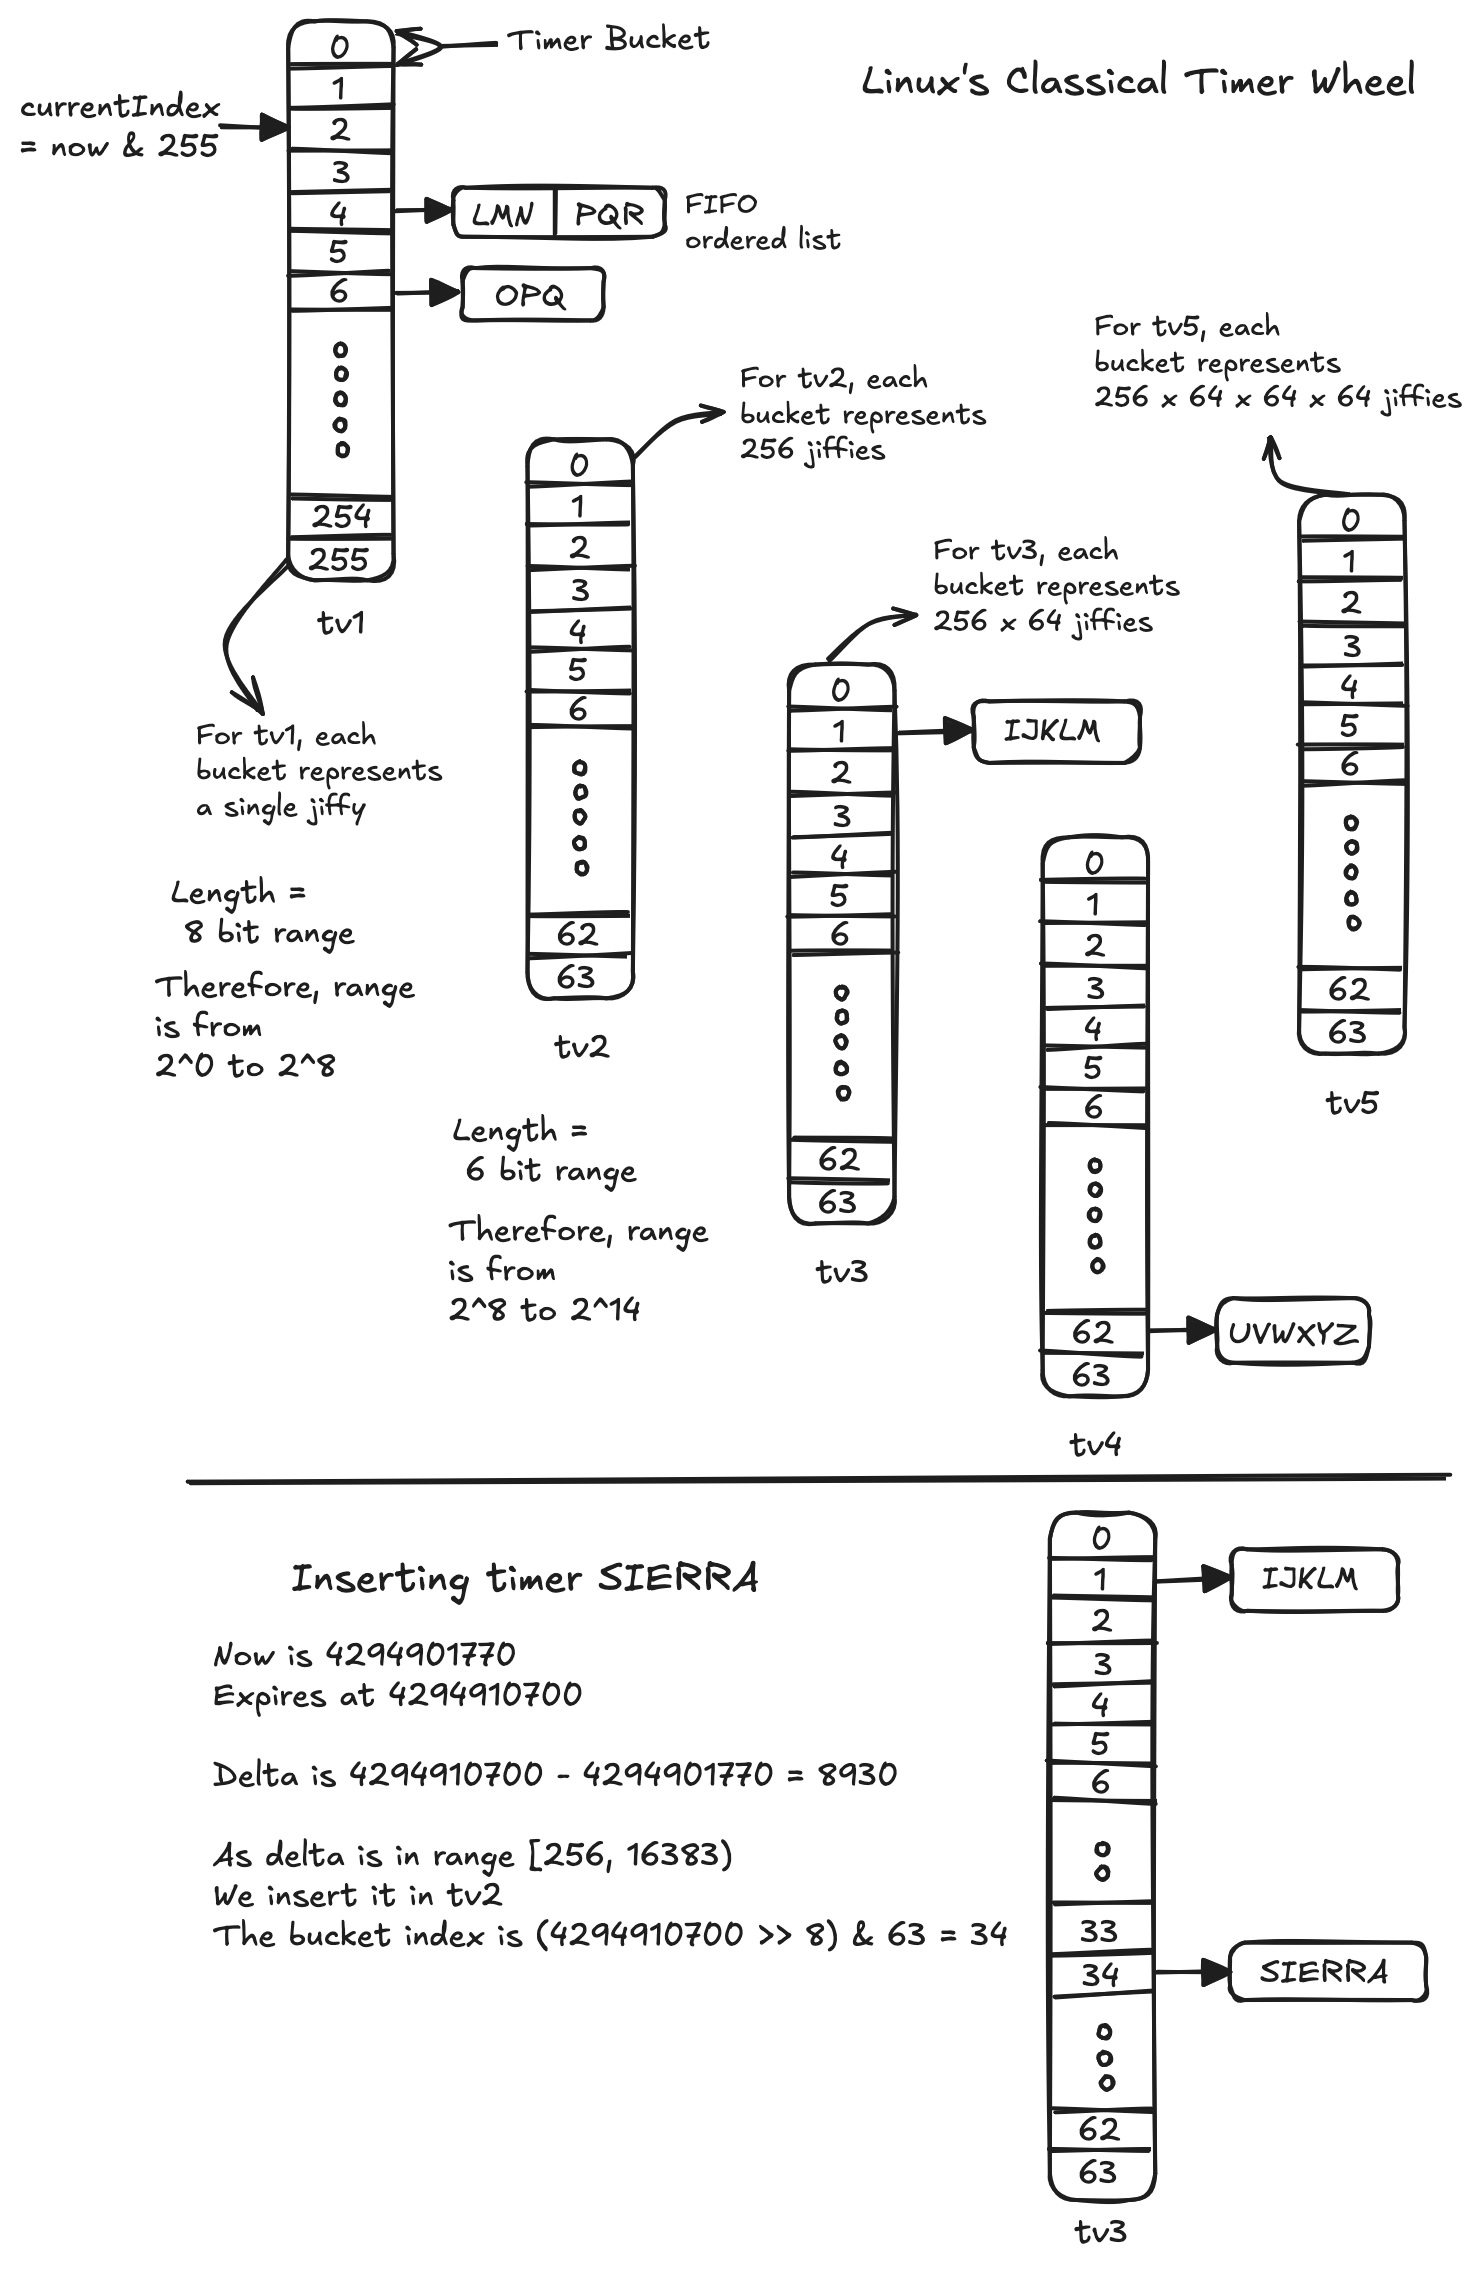 Linux's Classical Timer Wheel
Timer Bucket
currentIndex
= now & 255
0
1
2
3
4
5
6
254
255
tv1
LMN
PQR
FIFO
ordered list
OPQ
For tv1, each
bucket represents
a single jiffy
Length =
8 bit range
Therefore, range
is from
2^0 to 2^8
For tv2, each
bucket represents
256 jiffies
0
1
2
3
4
5
6
62
63
tv2
Length =
6 bit range
Therefore, range
is from
2^8 to 2^14
For tv3, each
bucket represents
256 x 64 jiffies
0
1
2
3
4
5
6
62
63
tv3
IJKLM
0
1
2
3
4
5
6
62
63
tv4
UVWXYZ
For tv5, each
bucket represents
256 x 64 x 64 x 64 jiffies
0
1
2
3
4
5
6
62
63
tv5
Inserting timer SIERRA
Now is 4294901770
Expires at 4294910700
Delta is 4294910700 - 4294901770 = 8930
As delta is in range [256, 16383)
We insert it in tv2
The bucket index is (4294910700 >> 8) & 63 = 34
0
1
2
3
4
5
6
33
34
62
63
tv3
IJKLM
SIERRA